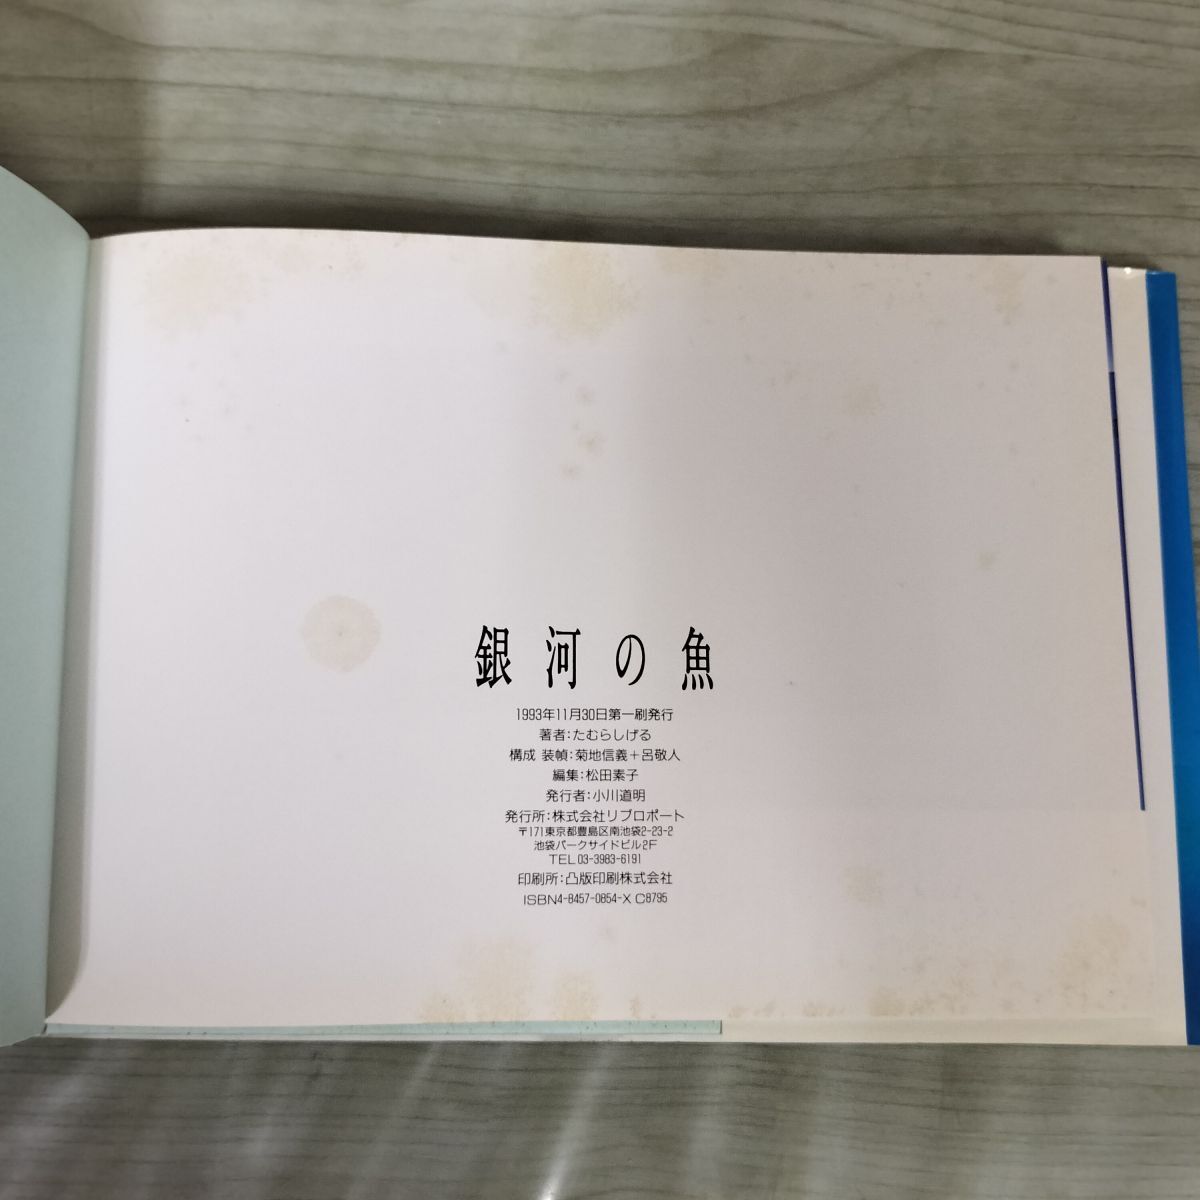 銀河の魚
1993年11月30日第一刷発行
著者:たむらしげる
構成 装幀:菊地信義+呂敬人
編集:松田素子
発行者:小川道明
発行所:株式会社リブロポート
〒171東京都豊島区南池袋2-23-2
池袋パークサイドビル2F
TEL03-3983-6191
印刷所:凸版印刷株式会社
ISBN4-8457-0854-X C8795